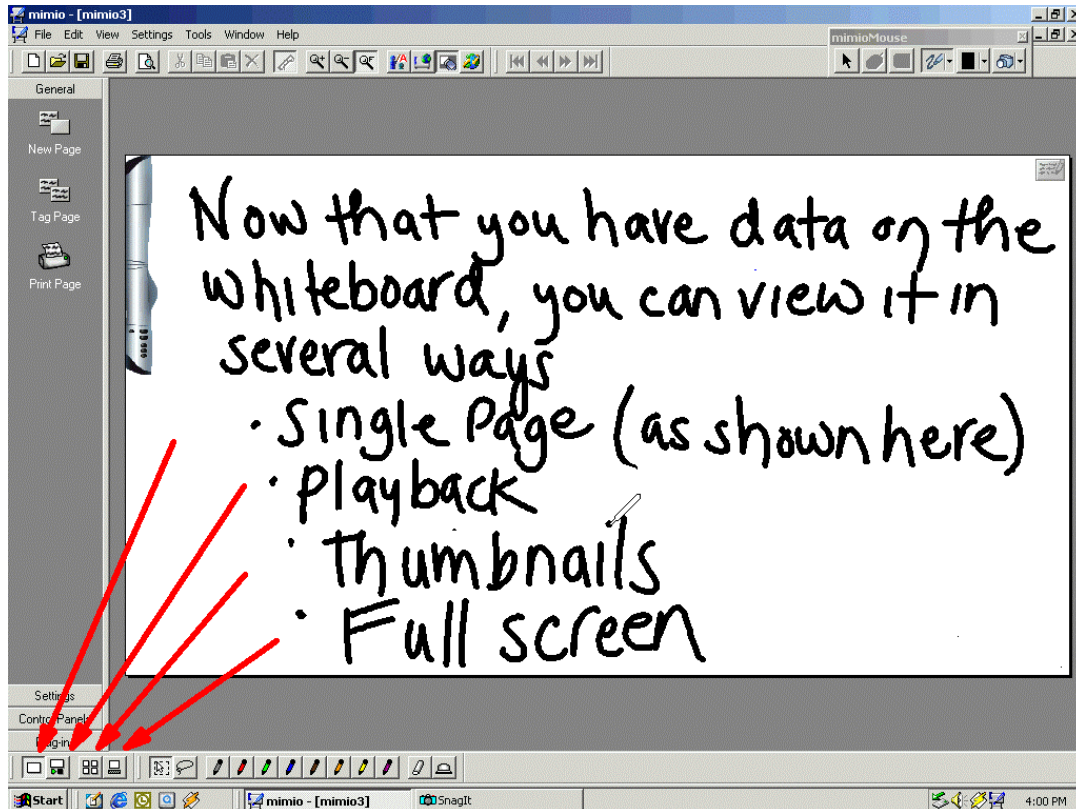 mimio - [mimio3]
File Edit View Settings Tools Window Help
mimioMouse
General
New Page
Tag Page
Print Page
Now that you have data on the
whiteboard, you can view it in
several ways
· Single Page (as shown here)
· Playback
· Thumbnails
· Full screen
Settings
Control Panels
Plug-ins
Start
mimio - [mimio3]
SnagIt
4:00 PM